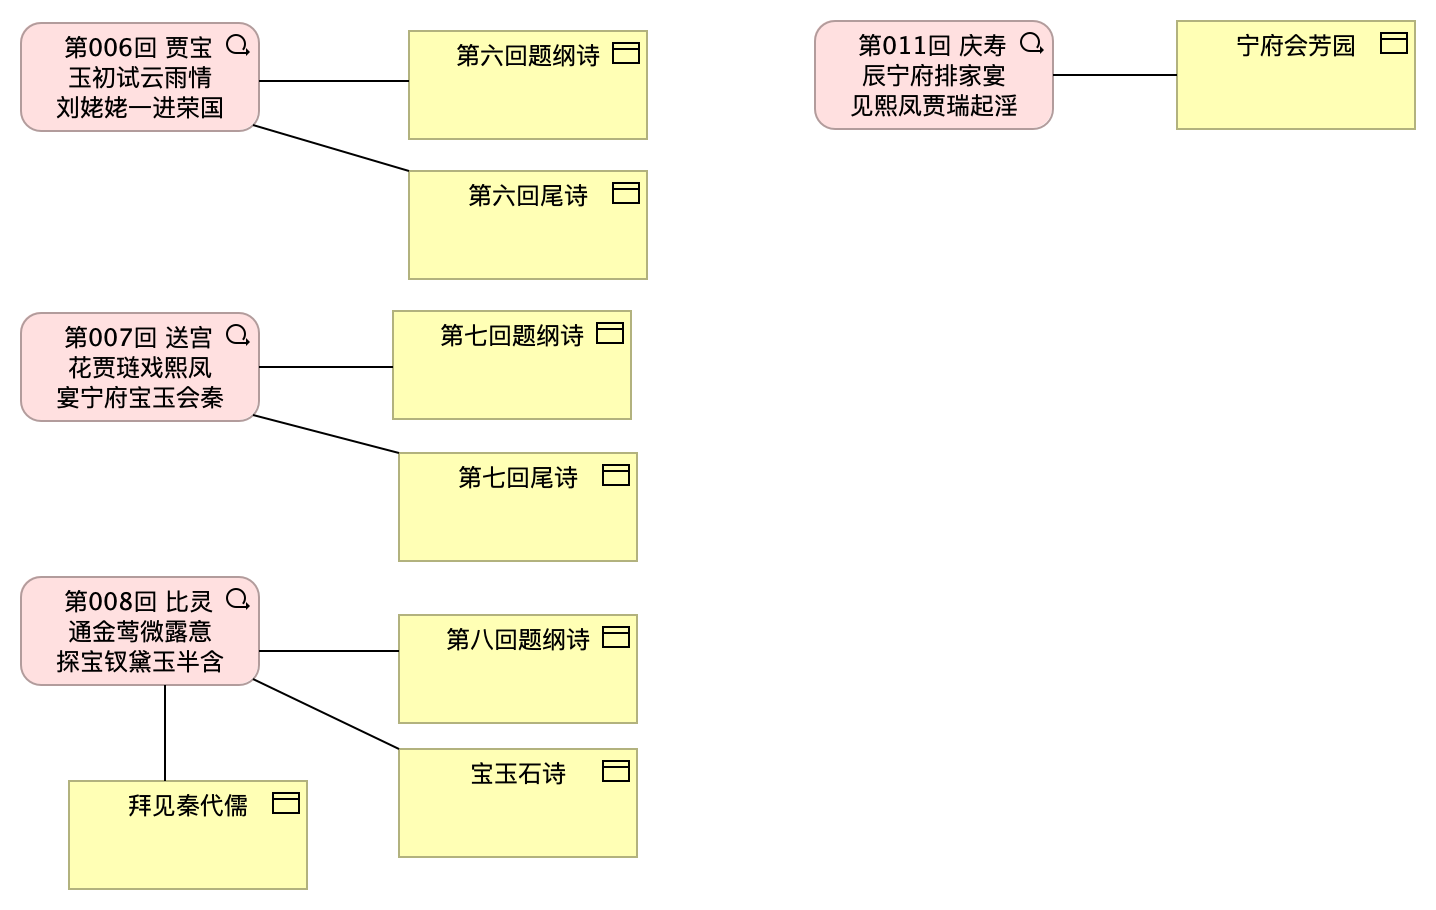 第006回 贾宝
玉初试云雨情
刘姥姥一进荣国
第六回题纲诗
第六回尾诗
第007回 送宫
花贾琏戏熙凤
宴宁府宝玉会秦
第七回题纲诗
第七回尾诗
第008回 比灵
通金莺微露意
探宝钗黛玉半含
第八回题纲诗
宝玉石诗
拜见秦代儒
第011回 庆寿
辰宁府排家宴
见熙凤贾瑞起淫
宁府会芳园